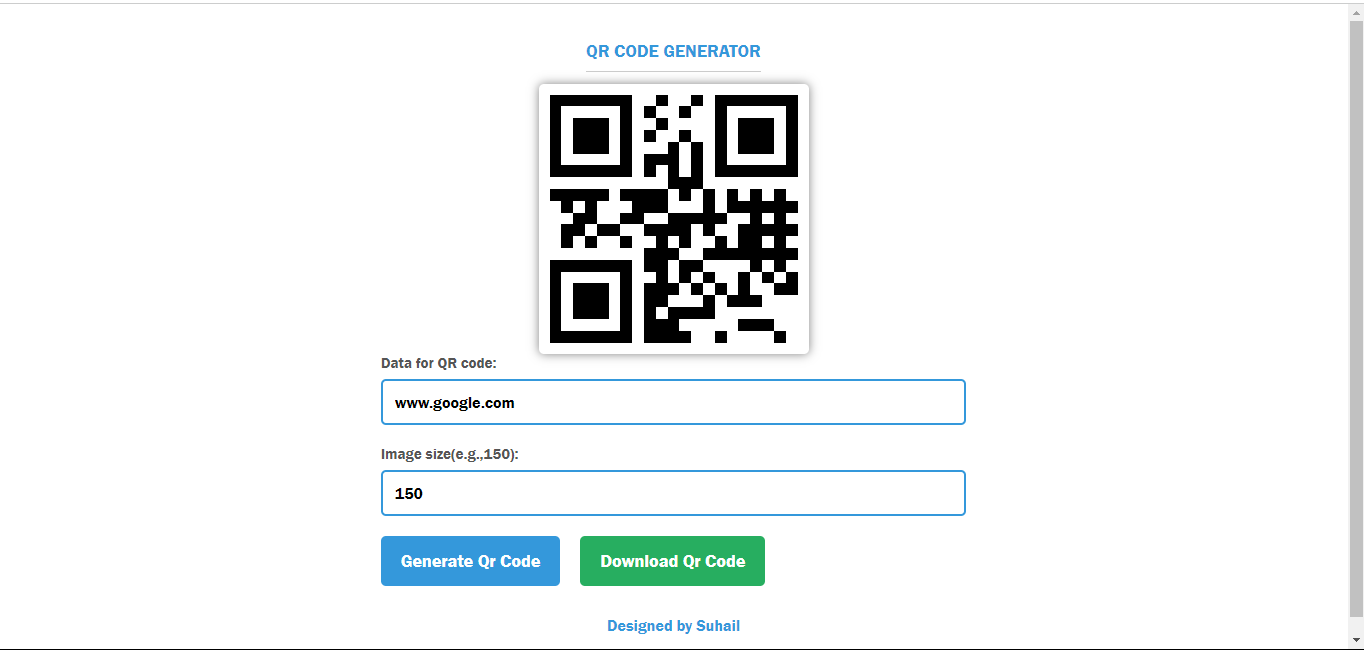 QR CODE GENERATOR
Data for QR code:
www.google.com
Image size(e.g.,150):
150
Generate Qr Code
Download Qr Code
Designed by Suhail